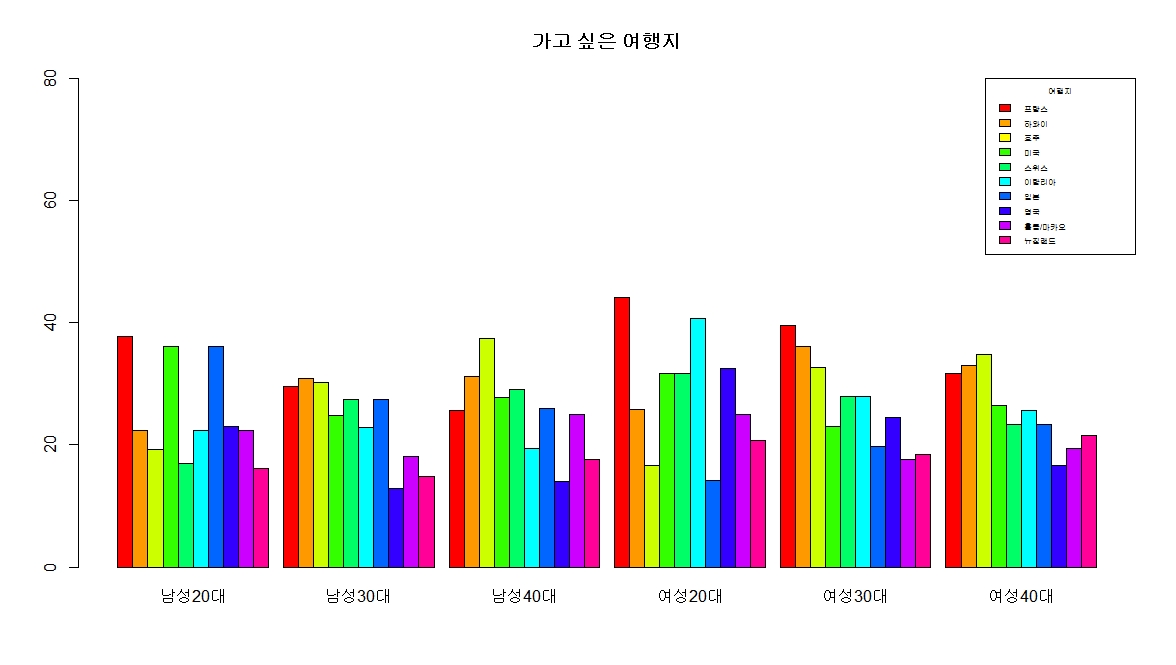 가고 싶은 여행지
80
60
40
20
0
여행지
프랑스
하와이
호주
미국
스위스
이탈리아
일본
영국
홍콩/마카오
뉴질랜드
남성20대
남성30대
남성40대
여성20대
여성30대
여성40대